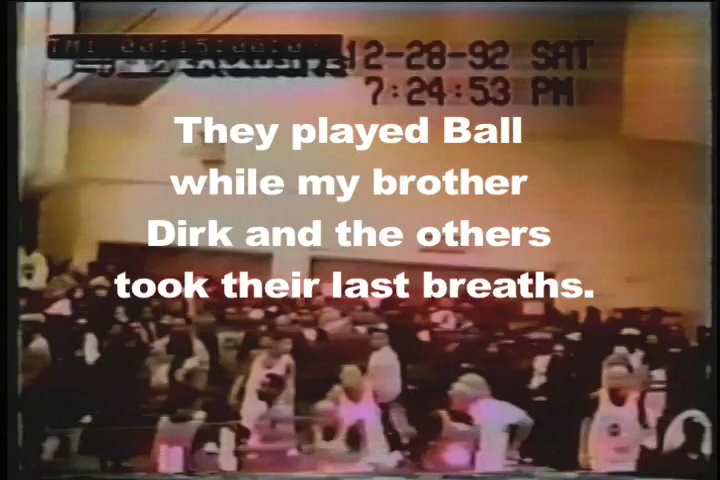 12-28-92 SAT
7:24:53 PM
They played Ball
while my brother
Dirk and the others
took their last breaths.